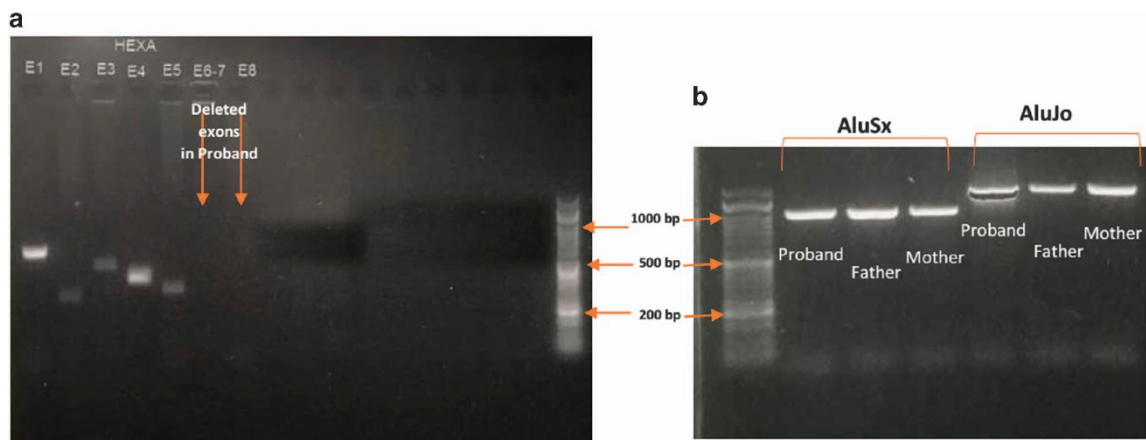 a
HEXA
E1 E2 E3 E4 E5 E6-7 E8
Deleted
exons
in Proband
1000 bp
500 bp
200 bp
b
AluSx
AluJo
Proband
Father
Mother
Proband
Father
Mother